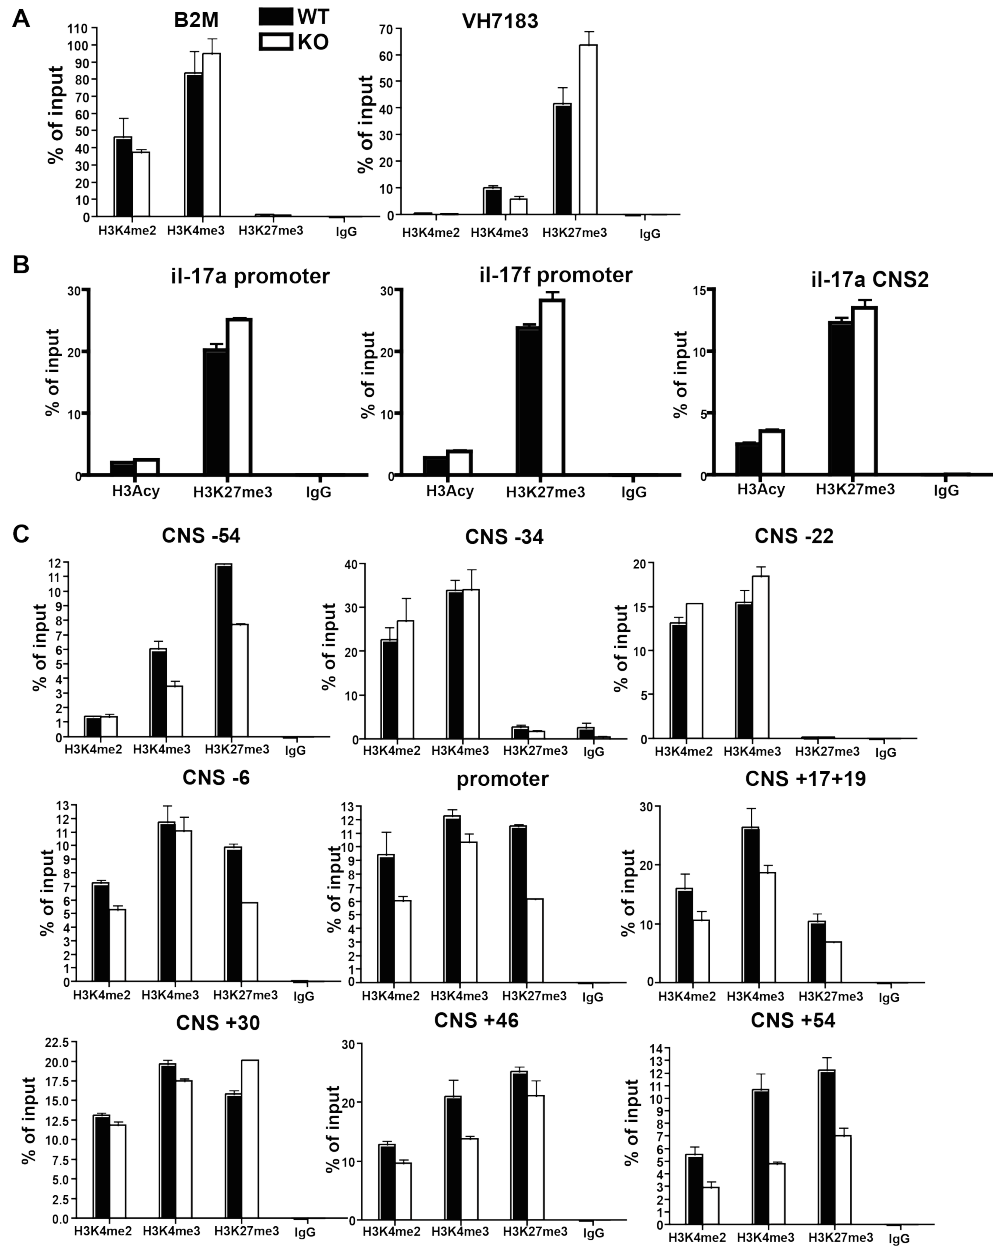 A
B2M
WT
KO
VH7183
% of input
110
100
90
80
70
60
50
40
30
20
10
0
H3K4me2 H3K4me3 H3K27me3 IgG
% of input
70
60
50
40
30
20
10
0
H3K4me2 H3K4me3 H3K27me3 IgG
B
il-17a promoter
% of input
30
20
10
0
H3Acy H3K27me3 IgG
il-17f promoter
% of input
30
20
10
0
H3Acy H3K27me3 IgG
il-17a CNS2
% of input
15
10
5
0
H3Acy H3K27me3 IgG
C
CNS -54
% of input
12
11
10
9
8
7
6
5
4
3
2
1
0
H3K4me2 H3K4me3 H3K27me3 IgG
CNS -34
% of input
40
30
20
10
0
H3K4me2 H3K4me3 H3K27me3 IgG
CNS -22
% of input
20
15
10
5
0
H3K4me2 H3K4me3 H3K27me3 IgG
CNS -6
% of input
13
12
11
10
9
8
7
6
5
4
3
2
1
0
H3K4me2 H3K4me3 H3K27me3 IgG
promoter
% of input
13
12
11
10
9
8
7
6
5
4
3
2
1
0
H3K4me2 H3K4me3 H3K27me3 IgG
CNS +17+19
% of input
30
20
10
0
H3K4me2 H3K4me3 H3K27me3 IgG
CNS +30
% of input
22.5
20.0
17.5
15.0
12.5
10.0
7.5
5.0
2.5
0.0
H3K4me2 H3K4me3 H3K27me3 IgG
CNS +46
% of input
30
20
10
0
H3K4me2 H3K4me3 H3K27me3 IgG
CNS +54
% of input
14
13
12
11
10
9
8
7
6
5
4
3
2
1
0
H3K4me2 H3K4me3 H3K27me3 IgG